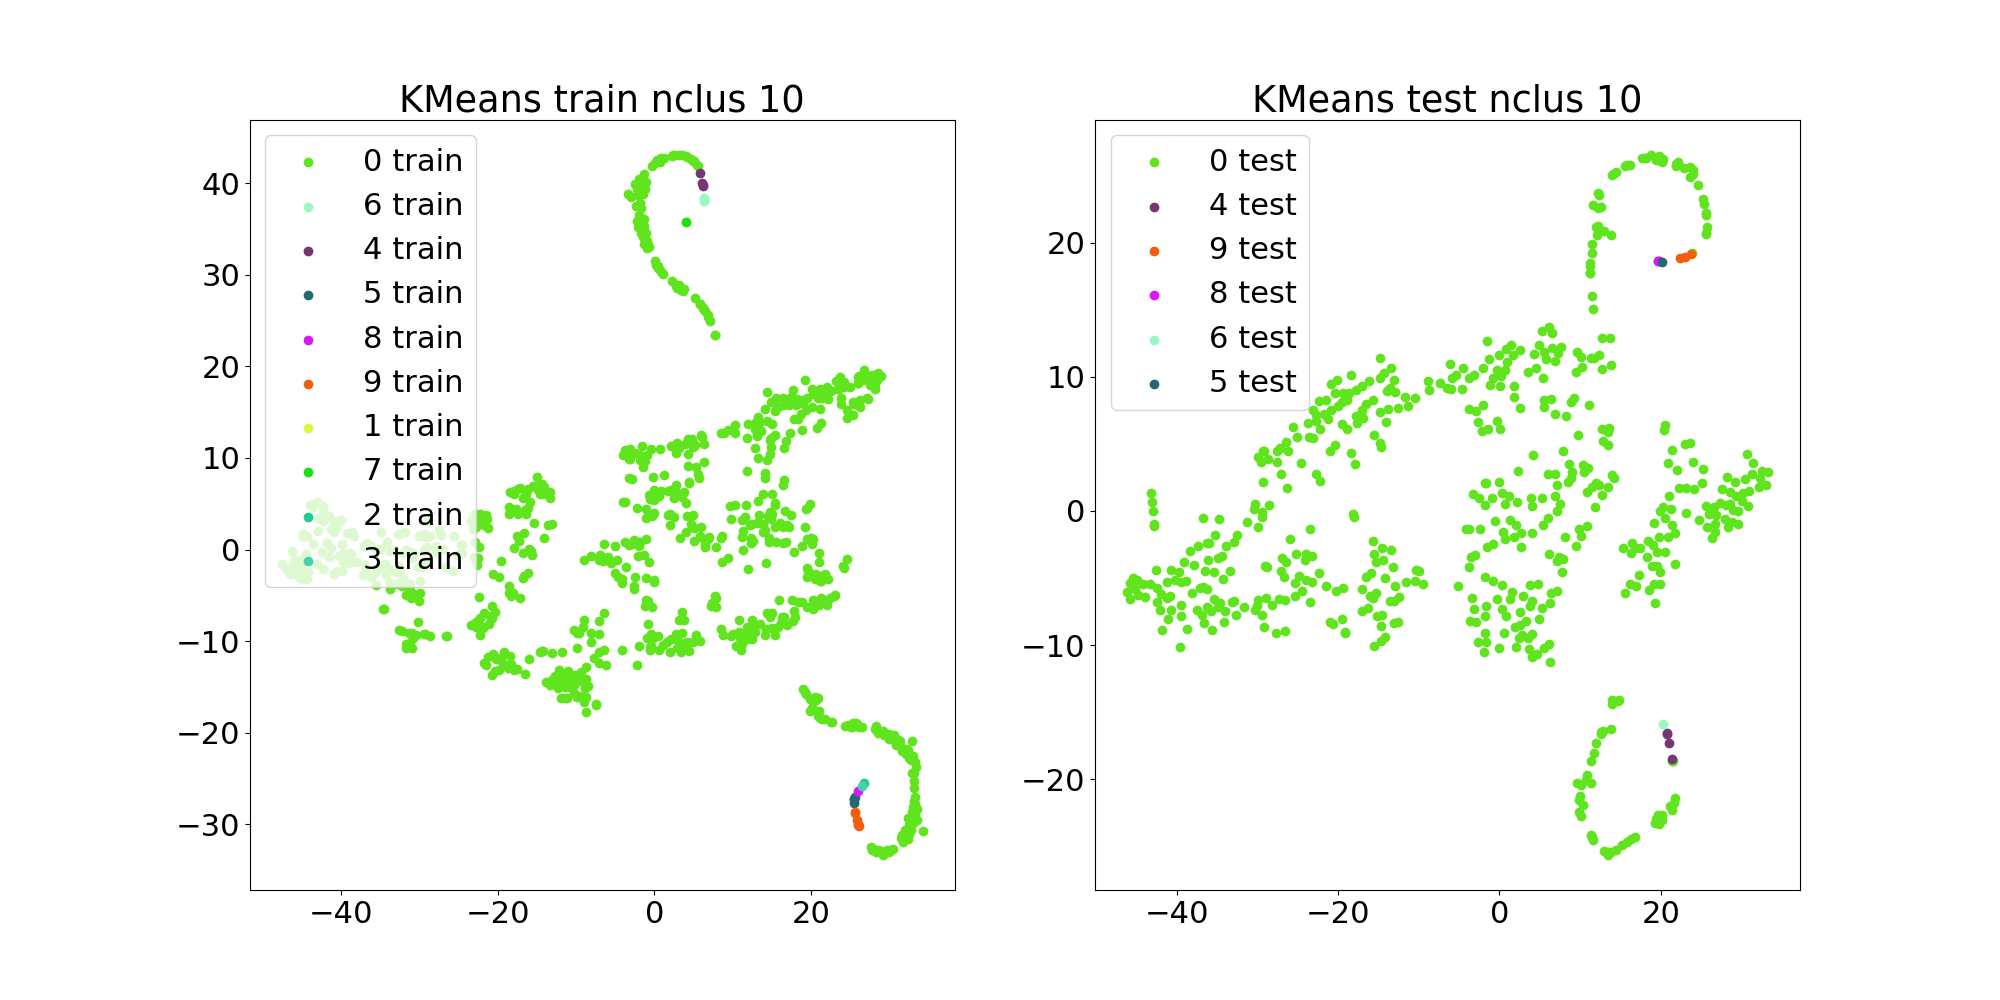 KMeans train nclus 10
0 train
6 train
4 train
5 train
8 train
9 train
1 train
7 train
2 train
3 train
40
30
20
10
0
−10
−20
−30
−40
−20
0
20
KMeans test nclus 10
0 test
4 test
9 test
8 test
6 test
5 test
20
10
0
−10
−20
−40
−20
0
20